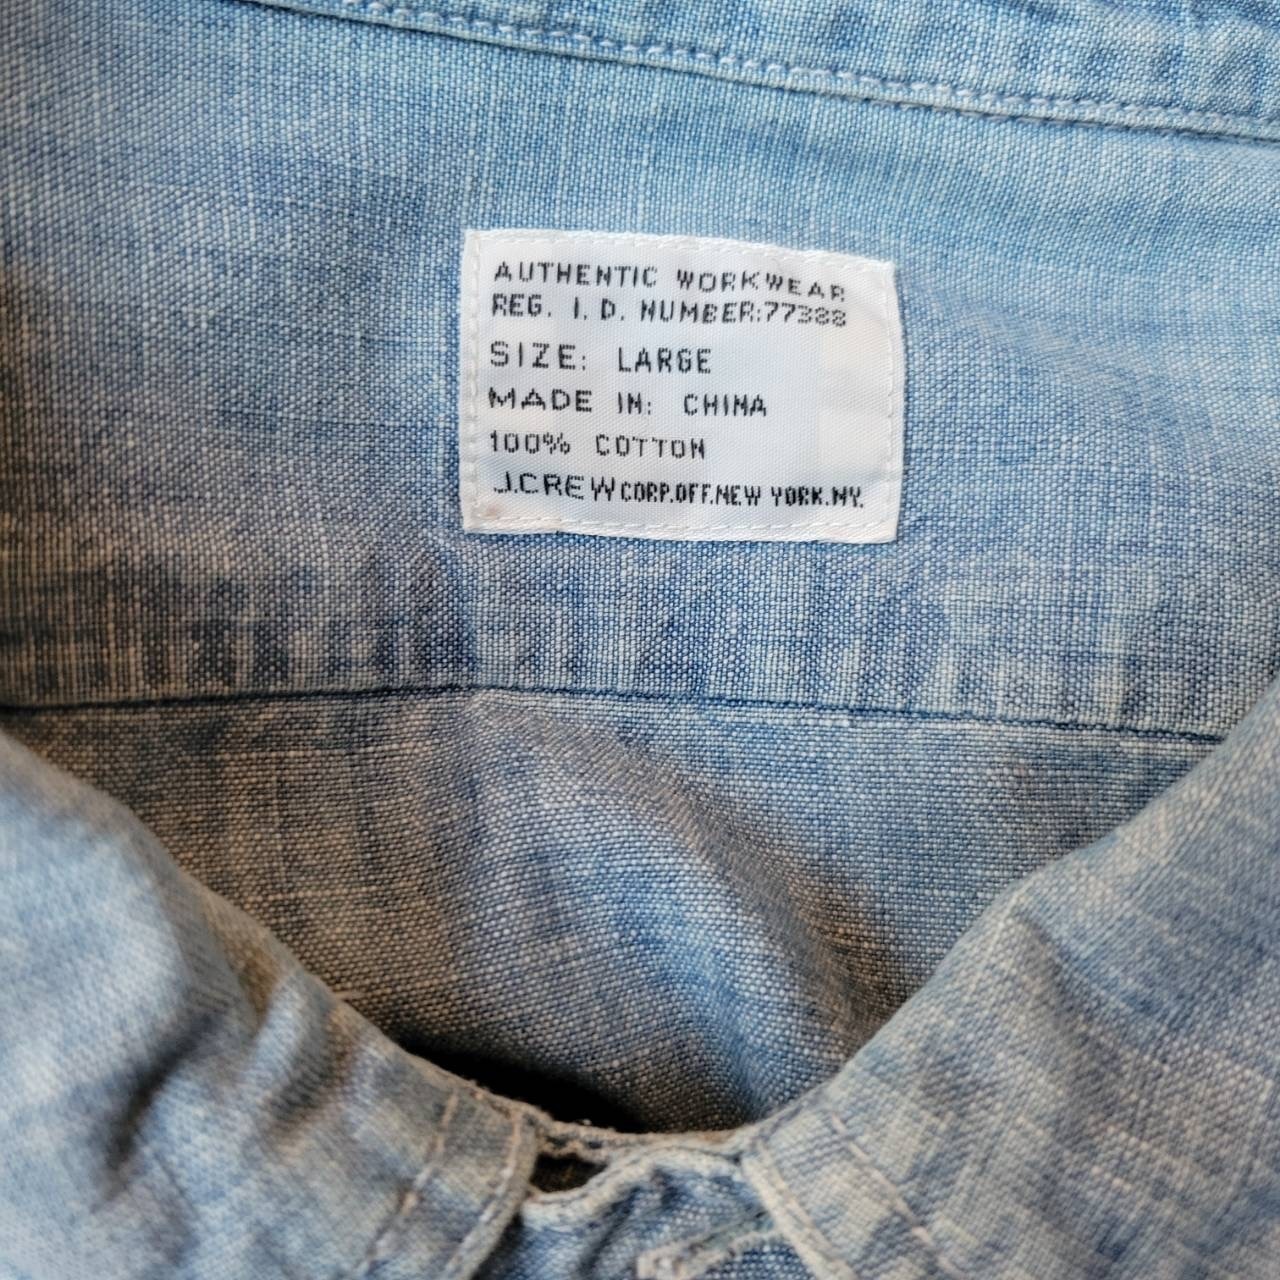 AUTHENTIC WORKWEAR
REG. I. D. NUMBER:77388
SIZE: LARGE
MADE IN: CHINA
100% COTTON
J.CREW CORP.OFF.NEW YORK.NY.